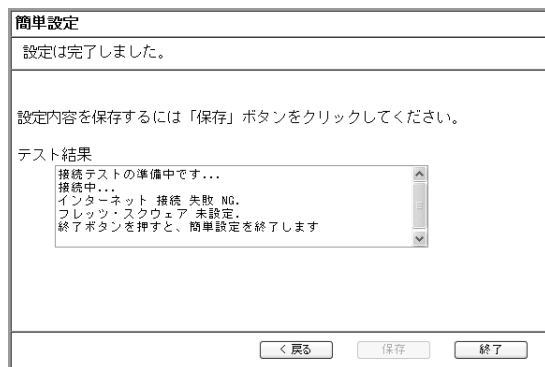 簡単設定
設定は完了しました。
設定内容を保存するには「保存」ボタンをクリックしてください。
テスト結果
接続テストの準備中です...
接続中...
インターネット 接続 失敗 NG.
フレッツ・スクウェア 未設定.
終了ボタンを押すと、簡単設定を終了します
< 戻る
保存
終了